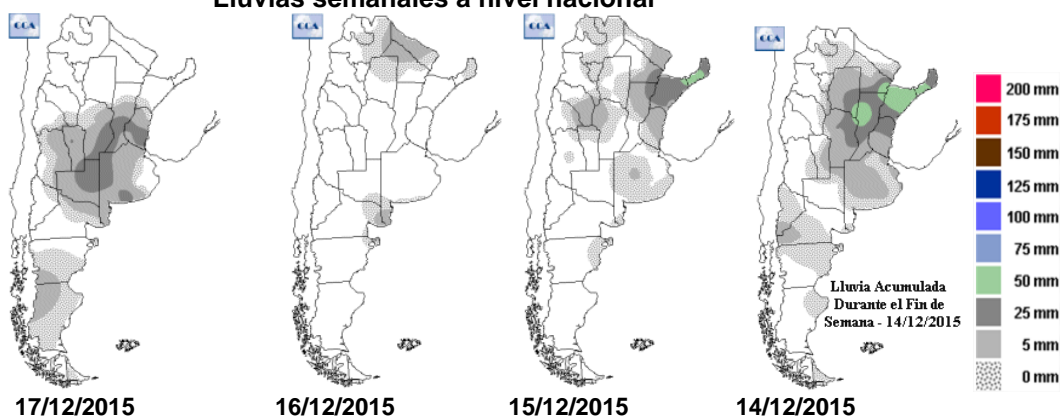 Lluvias semanales a nivel nacional
CCA
CCA
CCA
CCA
200 mm
175 mm
150 mm
125 mm
100 mm
75 mm
50 mm
25 mm
5 mm
0 mm
Lluvia Acumulada
Durante el Fin de
Semana - 14/12/2015
17/12/2015
16/12/2015
15/12/2015
14/12/2015